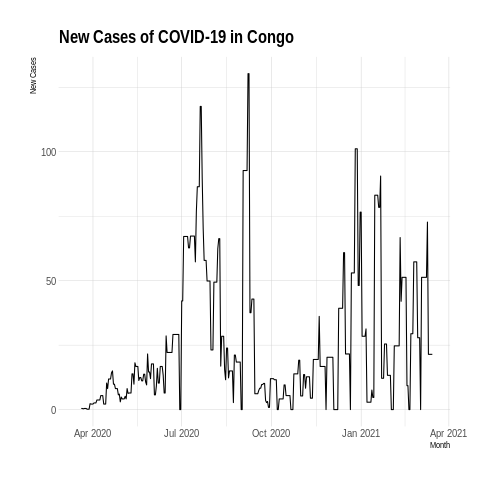 New Cases of COVID-19 in Congo
New Cases
100
50
0
Apr 2020 Jul 2020 Oct 2020 Jan 2021 Apr 2021
Month